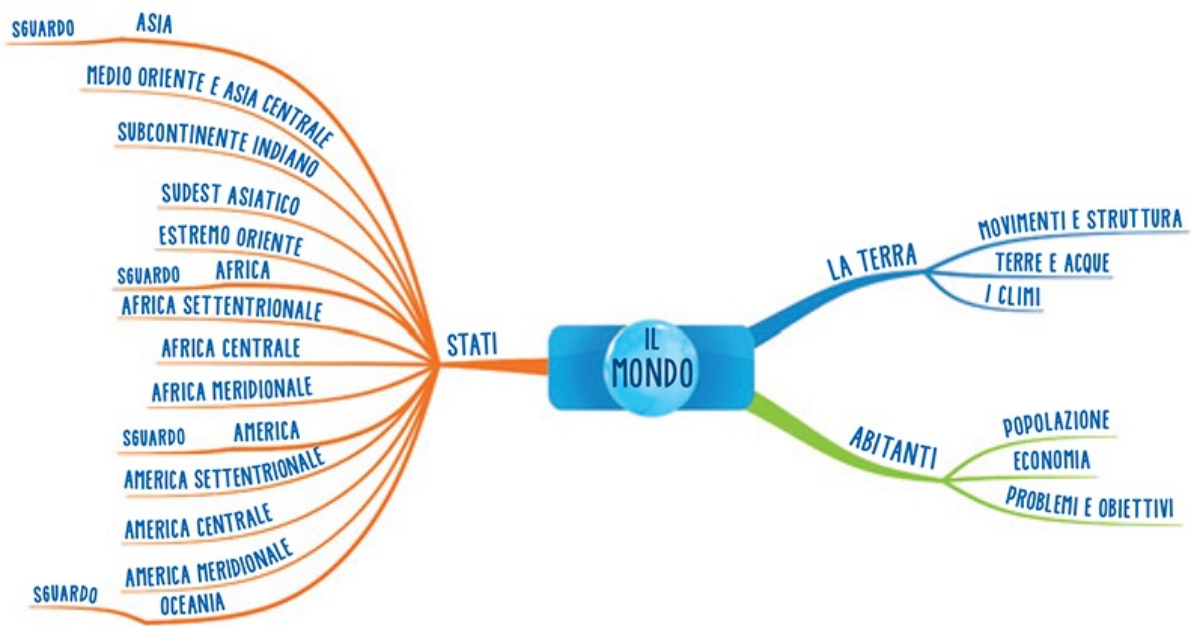 SGUARDO
ASIA
MEDIO ORIENTE E ASIA CENTRALE
SUBCONTINENTE INDIANO
SUDEST ASIATICO
ESTREMO ORIENTE
SGUARDO
AFRICA
AFRICA SETTENTRIONALE
AFRICA CENTRALE
AFRICA MERIDIONALE
SGUARDO
AMERICA
AMERICA SETTENTRIONALE
AMERICA CENTRALE
AMERICA MERIDIONALE
SGUARDO
OCEANIA
STATI
IL
MONDO
LA TERRA
MOVIMENTI E STRUTTURA
TERRE E ACQUE
I CLIMI
ABITANTI
POPOLAZIONE
ECONOMIA
PROBLEMI E OBIETTIVI